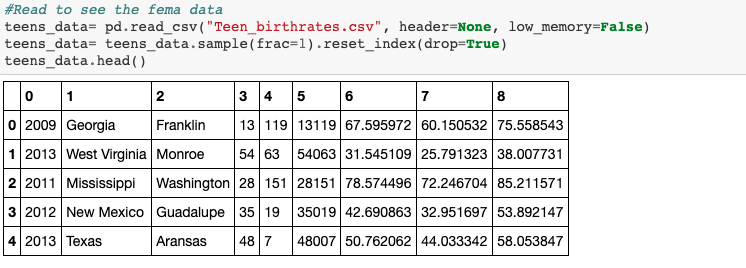 #Read to see the fema data
teens_data= pd.read_csv("Teen_birthrates.csv", header=None, low_memory=False)
teens_data= teens_data.sample(frac=1).reset_index(drop=True)
teens_data.head()
0 1 2 3 4 5 6 7 8
0 2009 Georgia Franklin 13 119 13119 67.595972 60.150532 75.558543
1 2013 West Virginia Monroe 54 63 54063 31.545109 25.791323 38.007731
2 2011 Mississippi Washington 28 151 28151 78.574496 72.246704 85.211571
3 2012 New Mexico Guadalupe 35 19 35019 42.690863 32.951697 53.892147
4 2013 Texas Aransas 48 7 48007 50.762062 44.033342 58.053847